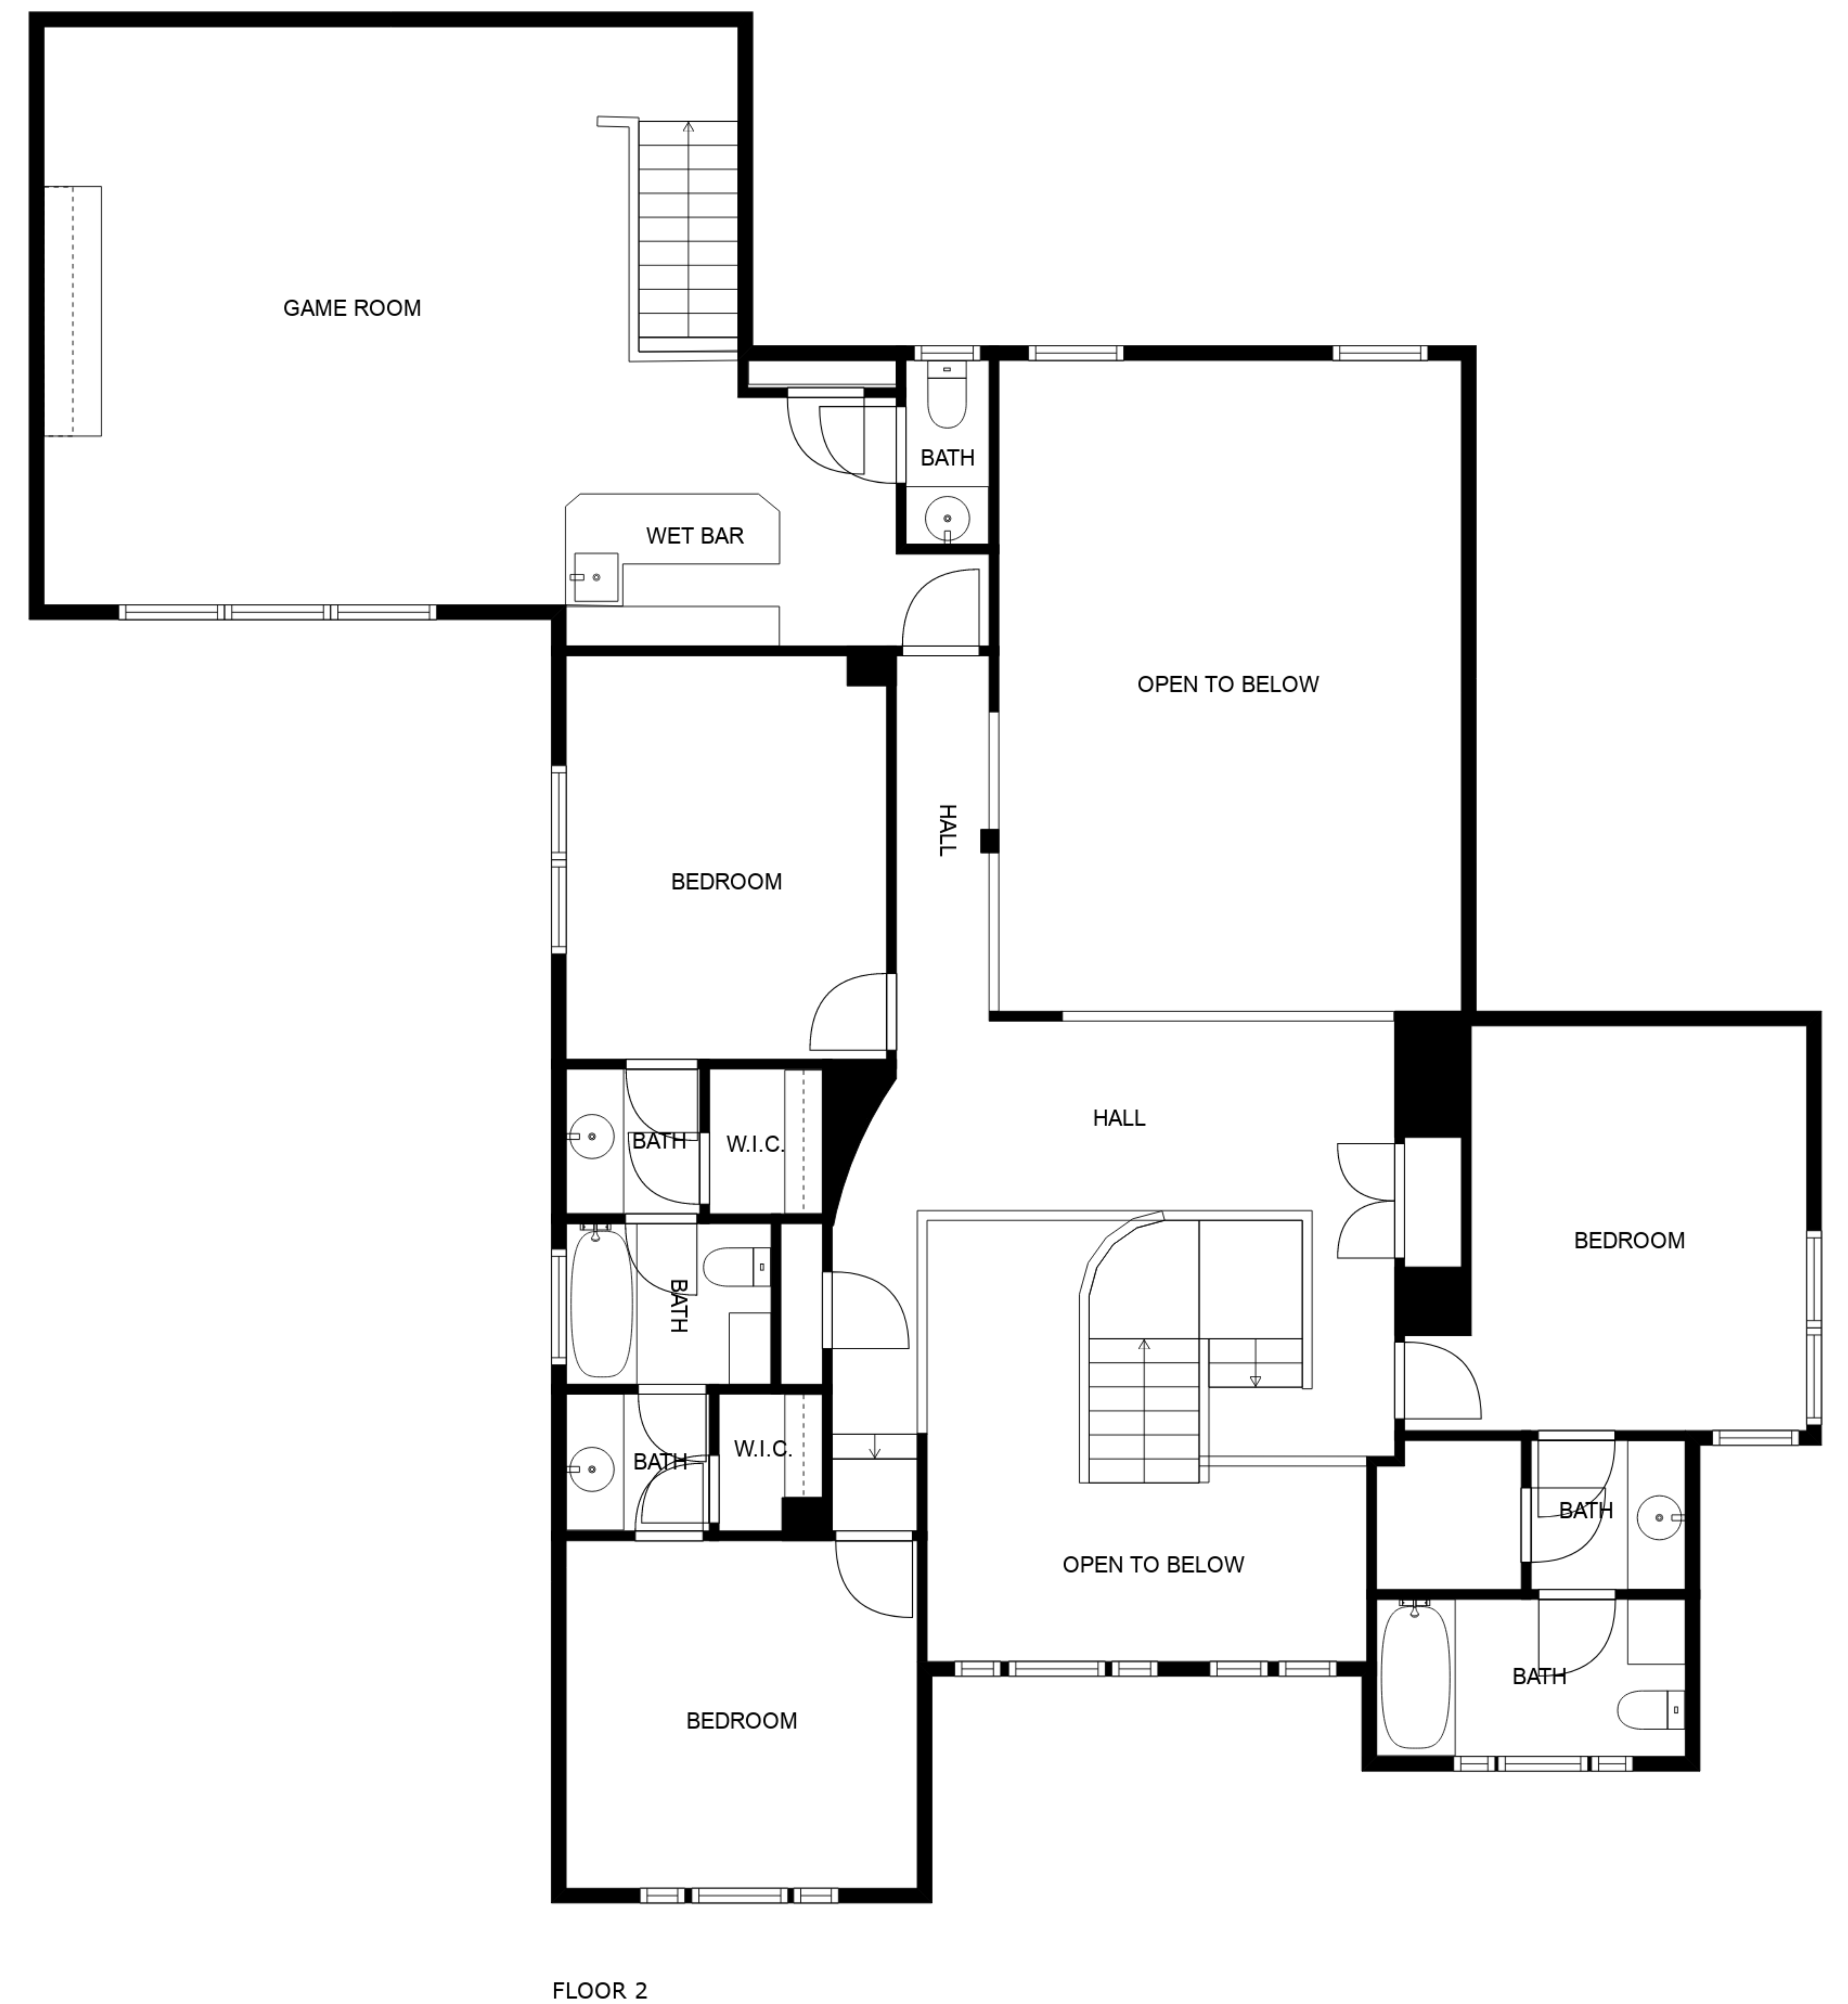 GAME ROOM
BATH
WET BAR
OPEN TO BELOW
HALL
BEDROOM
HALL
BATH
W.I.C.
BEDROOM
BATH
W.I.C.
BATH
BATH
OPEN TO BELOW
BATH
BEDROOM
FLOOR 2